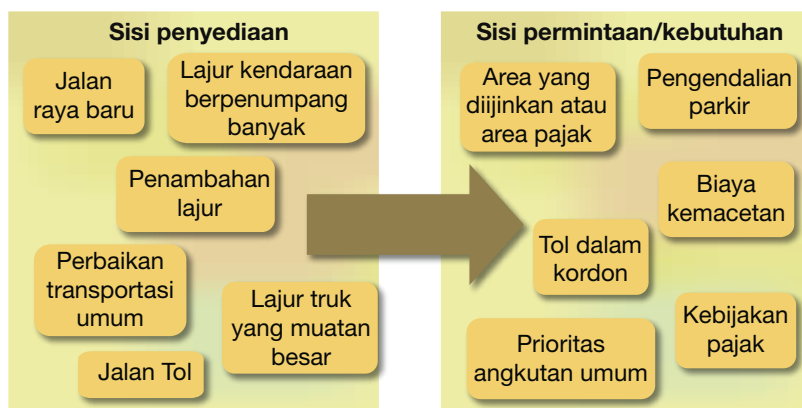 Sisi penyediaan
Jalan
raya baru
Lajur kendaraan
berpenumpang
banyak
Penambahan
lajur
Perbaikan
transportasi
umum
Lajur truk
yang muatan
besar
Jalan Tol
Sisi permintaan/kebutuhan
Area yang
diijinkan atau
area pajak
Pengendalian
parkir
Biaya
kemacetan
Tol dalam
kordon
Kebijakan
pajak
Prioritas
angkutan umum